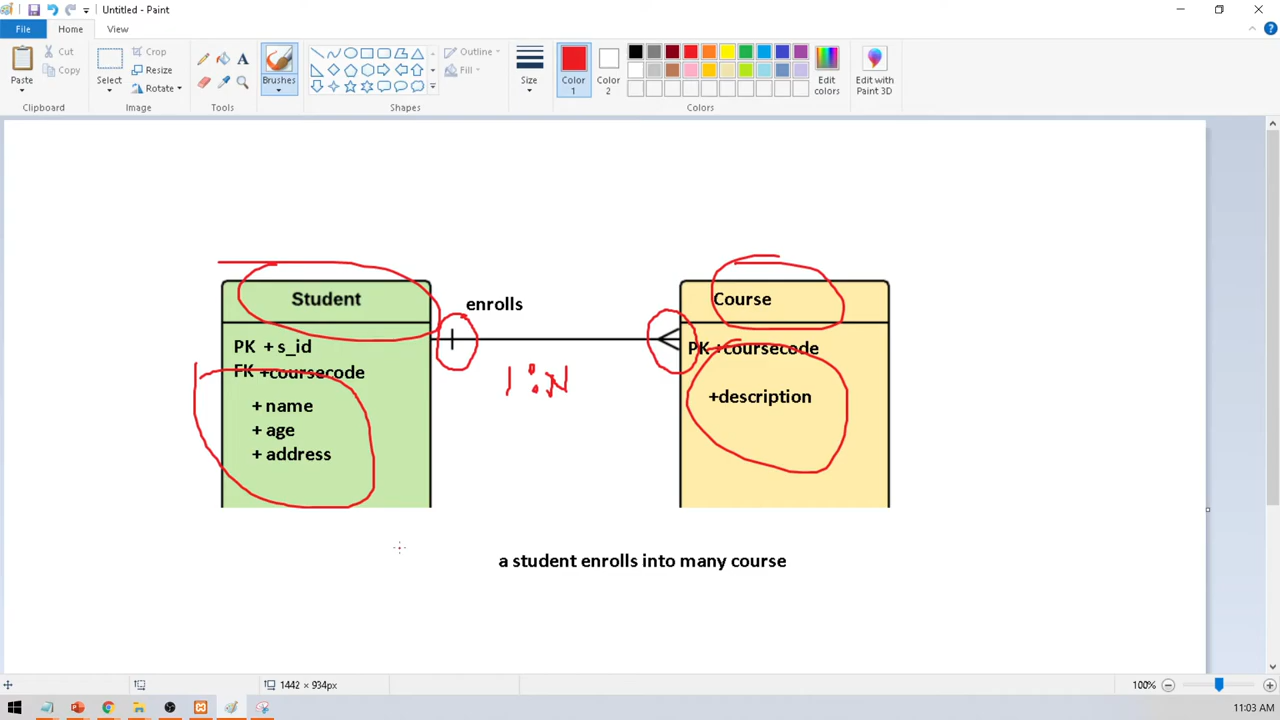 Untitled - Paint
File
Home
View
Paste
Cut
Copy
Clipboard
Select
Crop
Resize
Rotate
Image
A
Tools
Brushes
Shapes
Outline
Fill
Size
Color
1
Color
2
Colors
Edit
colors
Edit with
Paint 3D
Student
enrolls
Course
PK + s_id
FK +coursecode
+ name
+ age
+ address
1:N
PK +coursecode
+description
a student enrolls into many course
1442 × 934px
100%
11:03 AM